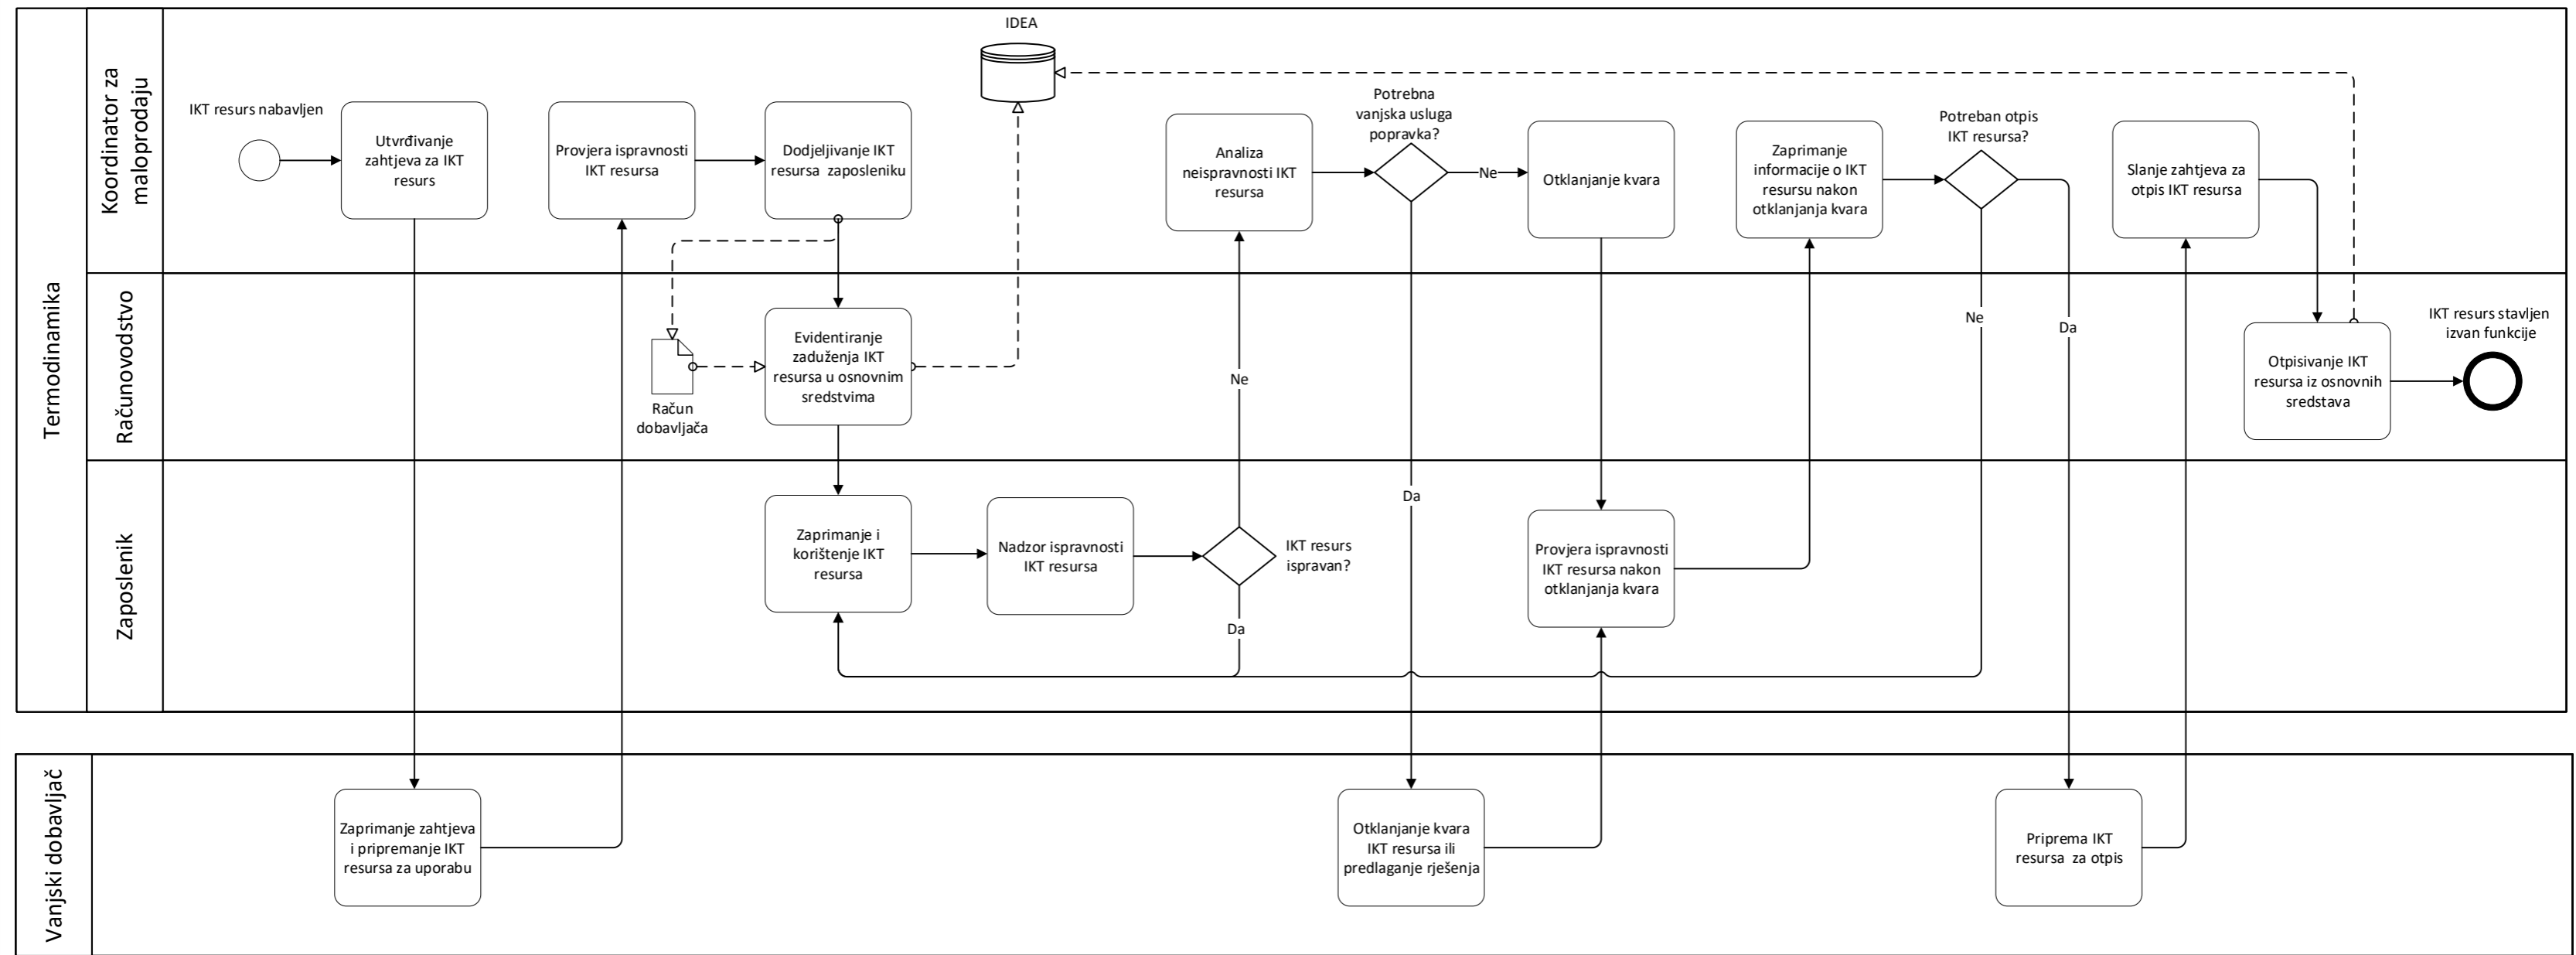 Termodinamika
Koordinator za
maloprodaju
IDEA
IKT resurs nabavljen
Utvrđivanje
zahtjeva za IKT
resurs
Provjera ispravnosti
IKT resursa
Dodjeljivanje IKT
resursa zaposleniku
Analiza
neispravnosti IKT
resursa
Potrebna
vanjska usluga
popravka?
Ne
Otklanjanje kvara
Zaprimanje
informacije o IKT
resursu nakon
otklanjanja kvara
Potreban otpis
IKT resursa?
Slanje zahtjeva za
otpis IKT resursa
Računovodstvo
Račun
dobavljača
Evidentiranje
zaduženja IKT
resursa u osnovnim
sredstvima
Ne
Ne
Da
Otpisivanje IKT
resursa iz osnovnih
sredstava
IKT resurs stavljen
izvan funkcije
Zaposlenik
Zaprimanje i
korištenje IKT
resursa
Nadzor ispravnosti
IKT resursa
IKT resurs
ispravan?
Da
Da
Provjera ispravnosti
IKT resursa nakon
otklanjanja kvara
Vanjski dobavljač
Zaprimanje zahtjeva
i pripremanje IKT
resursa za uporabu
Otklanjanje kvara
IKT resursa ili
predlaganje rješenja
Priprema IKT
resursa za otpis